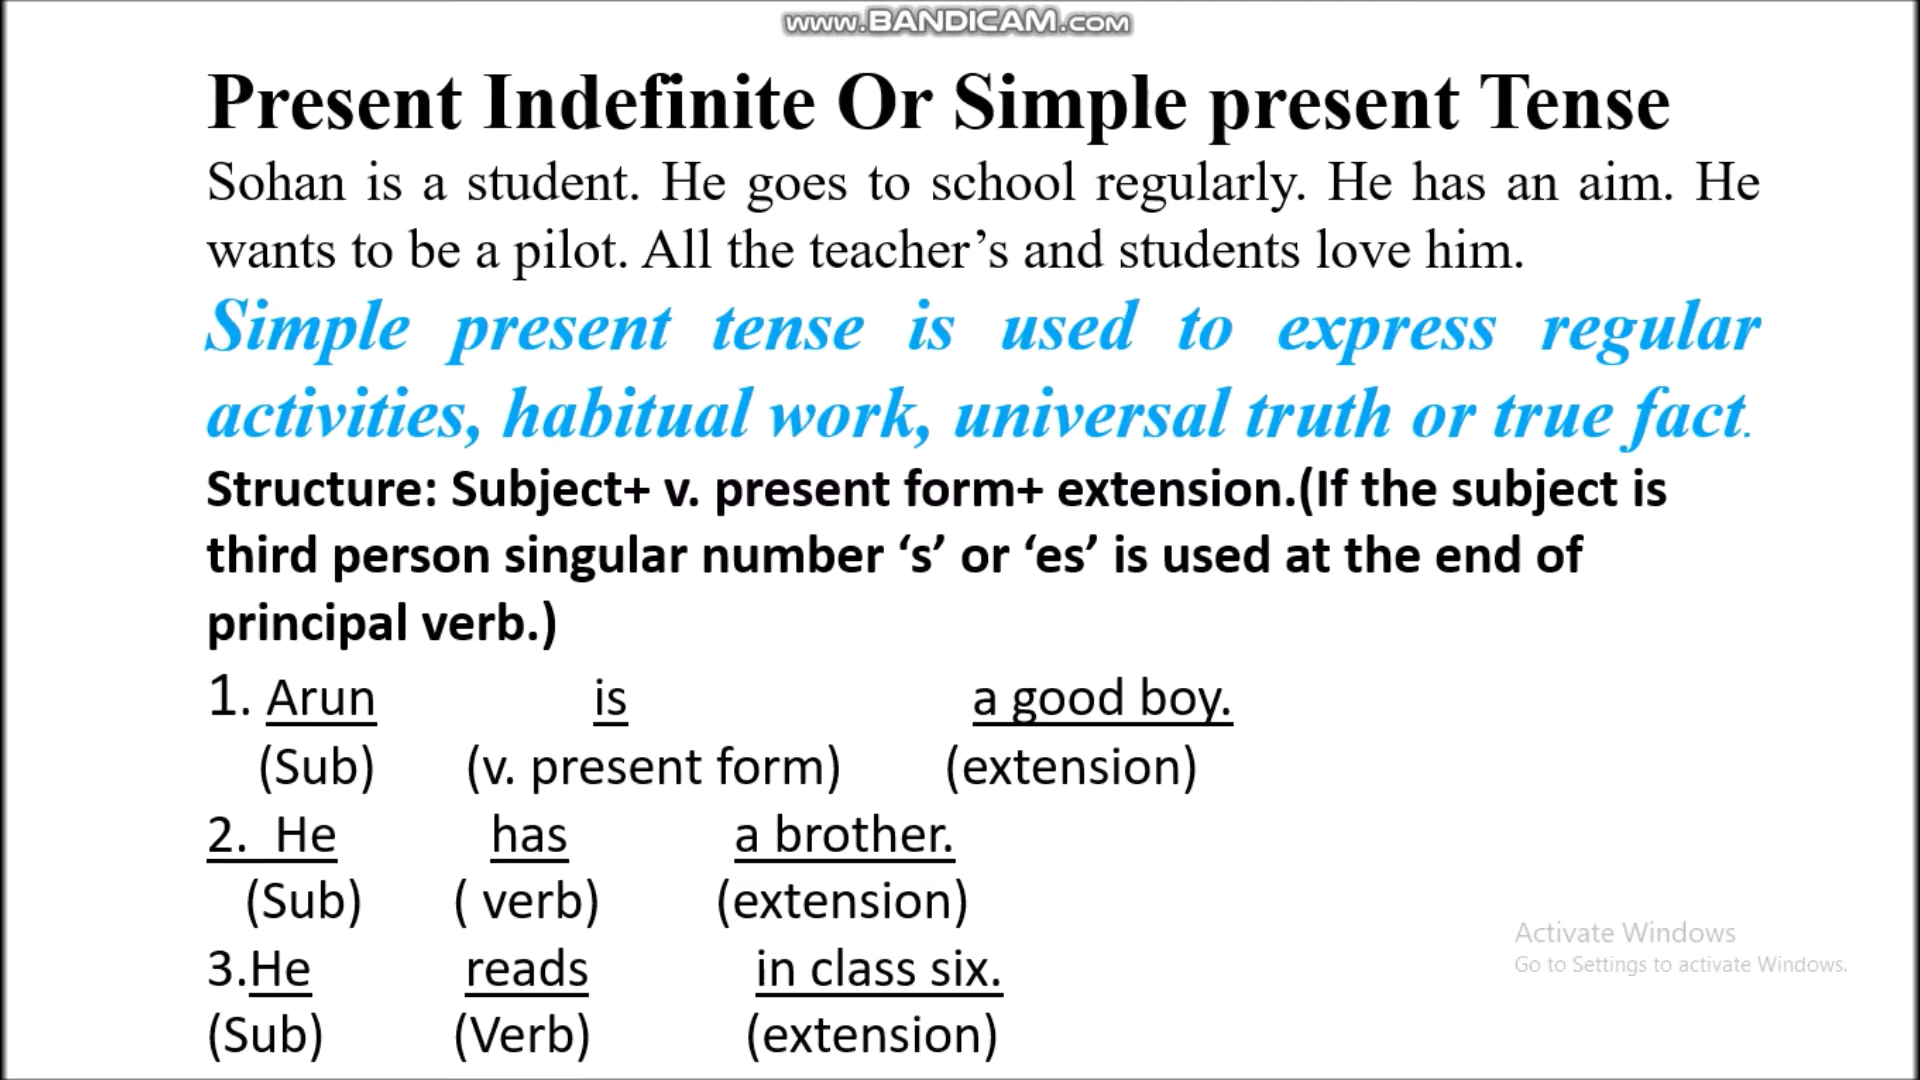 www.BANDICAM.com
Present Indefinite Or Simple present Tense
Sohan is a student. He goes to school regularly. He has an aim. He
wants to be a pilot. All the teacher’s and students love him.
Simple present tense is used to express regular
activities, habitual work, universal truth or true fact.
Structure: Subject+ v. present form+ extension.(If the subject is
third person singular number ‘s’ or ‘es’ is used at the end of
principal verb.)
1. Arun is a good boy.
(Sub) (v. present form) (extension)
2. He has a brother.
(Sub) ( verb) (extension)
3.He reads in class six.
(Sub) (Verb) (extension)
Activate Windows
Go to Settings to activate Windows.